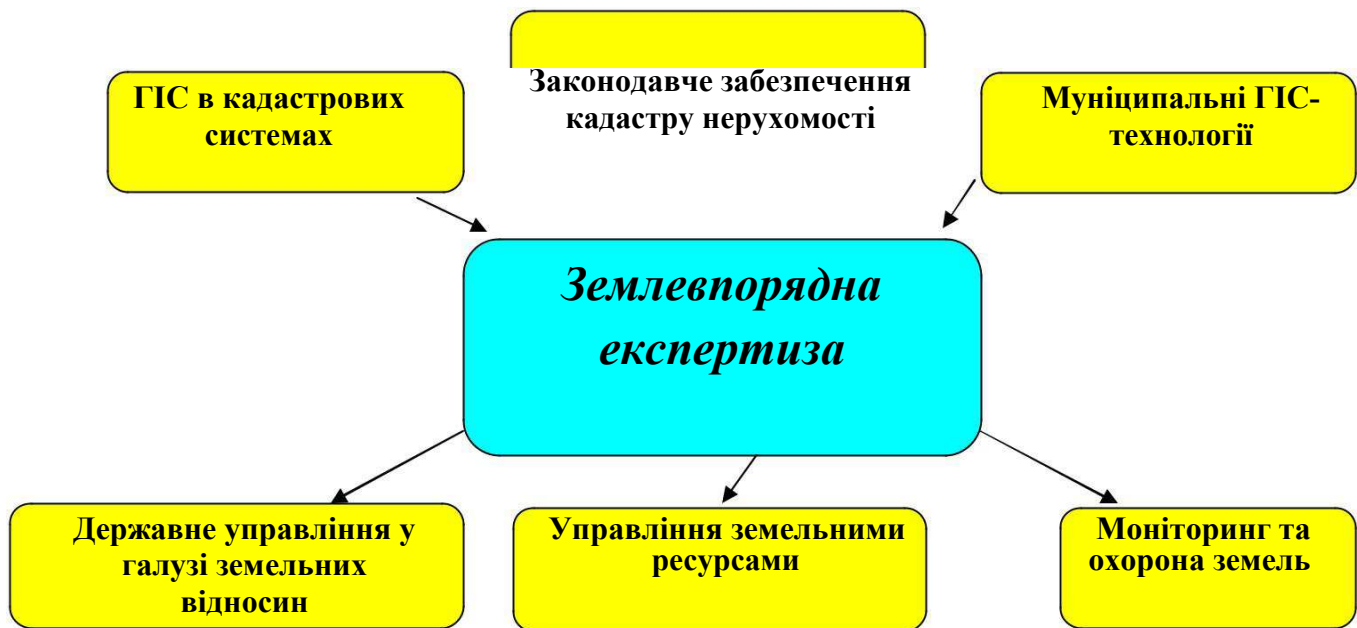 ГІС в кадастрових
системах
Законодавче забезпечення
кадастру нерухомості
Муніципальні ГІС-
технології
Землевпорядна
експертиза
Державне управління у
галузі земельних
відносин
Управління земельними
ресурсами
Моніторинг та
охорона земель